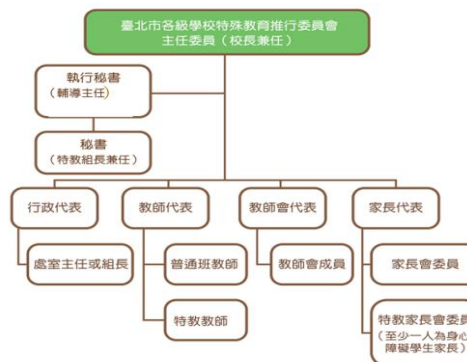 臺北市各級學校特殊教育推行委員會
主任委員（校長兼任）
執行秘書
（輔導主任）
秘書
（特教組長兼任）
行政代表
教師代表
教師會代表
家長代表
處室主任或組長
普通班教師
教師會成員
家長會委員
特教教師
特教家長會委員
（至少一人為身心
障礙學生家長）